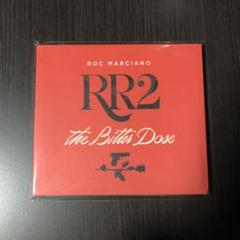 ROC MARCIANO
RR2
the Bitter Dose